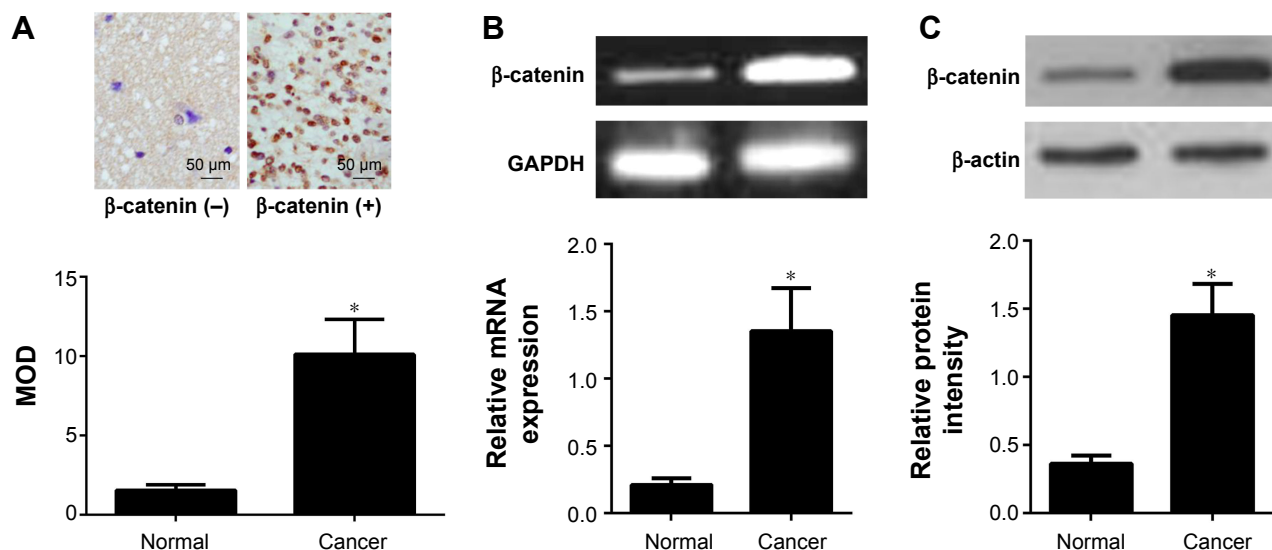 A
50 µm
50 µm
β-catenin (–)
β-catenin (+)
MOD
15
10
5
0
Normal
Cancer
*
B
β-catenin
GAPDH
Relative mRNA
expression
2.0
1.5
1.0
0.5
0.0
Normal
Cancer
*
C
β-catenin
β-actin
Relative protein
intensity
2.0
1.5
1.0
0.5
0.0
Normal
Cancer
*